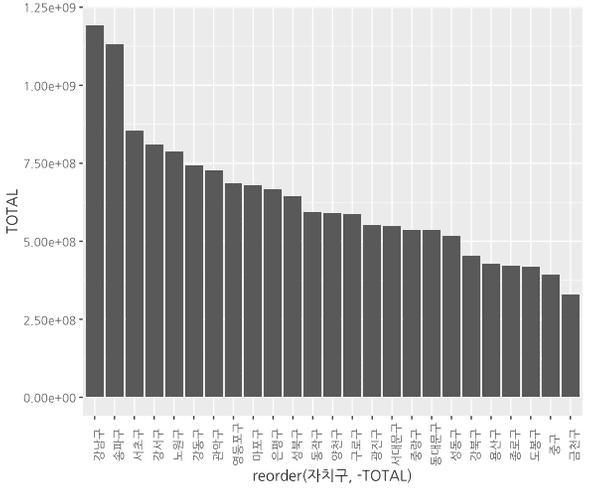 1.25e+09
1.00e+09
7.50e+08
5.00e+08
2.50e+08
0.00e+00
TOTAL
강남구
송파구
서초구
강서구
노원구
강동구
관악구
영등포구
마포구
은평구
성북구
동작구
양천구
구로구
광진구
서대문구
중랑구
동대문구
성동구
강북구
용산구
종로구
도봉구
중구
금천구
reorder(자치구, -TOTAL)